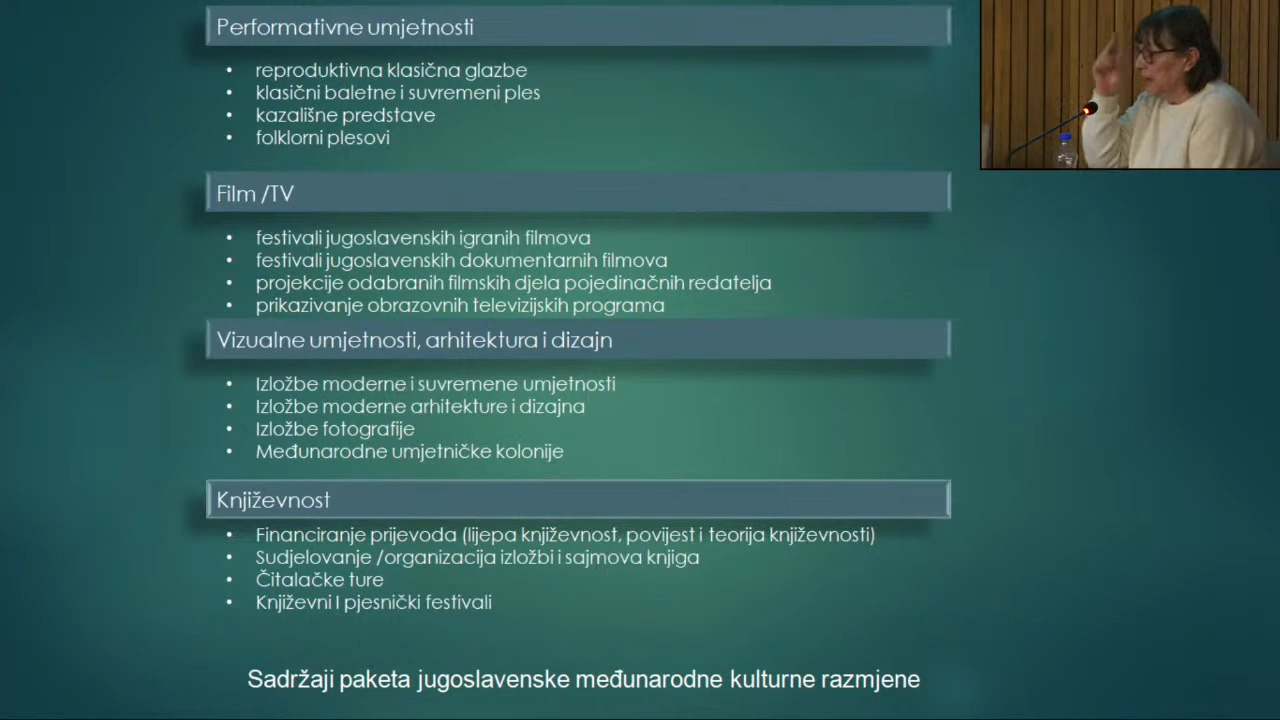 Performativne umjetnosti
• reproduktivna klasična glazbe
• klasični baletne i suvremeni ples
• kazališne predstave
• folklorni plesovi
Film /TV
• festivali jugoslavenskih igranih filmova
• festivali jugoslavenskih dokumentarnih filmova
• projekcije odabranih filmskih djela pojedinačnih redatelja
• prikazivanje obrazovnih televizijskih programa
Vizualne umjetnosti, arhitektura i dizajn
• Izložbe moderne i suvremene umjetnosti
• Izložbe moderne arhitekture i dizajna
• Izložbe fotografije
• Međunarodne umjetničke kolonije
Književnost
• Financiranje prijevoda (lijepa književnost, povijest i teorija književnosti)
• Sudjelovanje /organizacija izložbi i sajmova knjiga
• Čitalačke ture
• Književni I pjesnički festivali
Sadržaji paketa jugoslavenske međunarodne kulturne razmjene